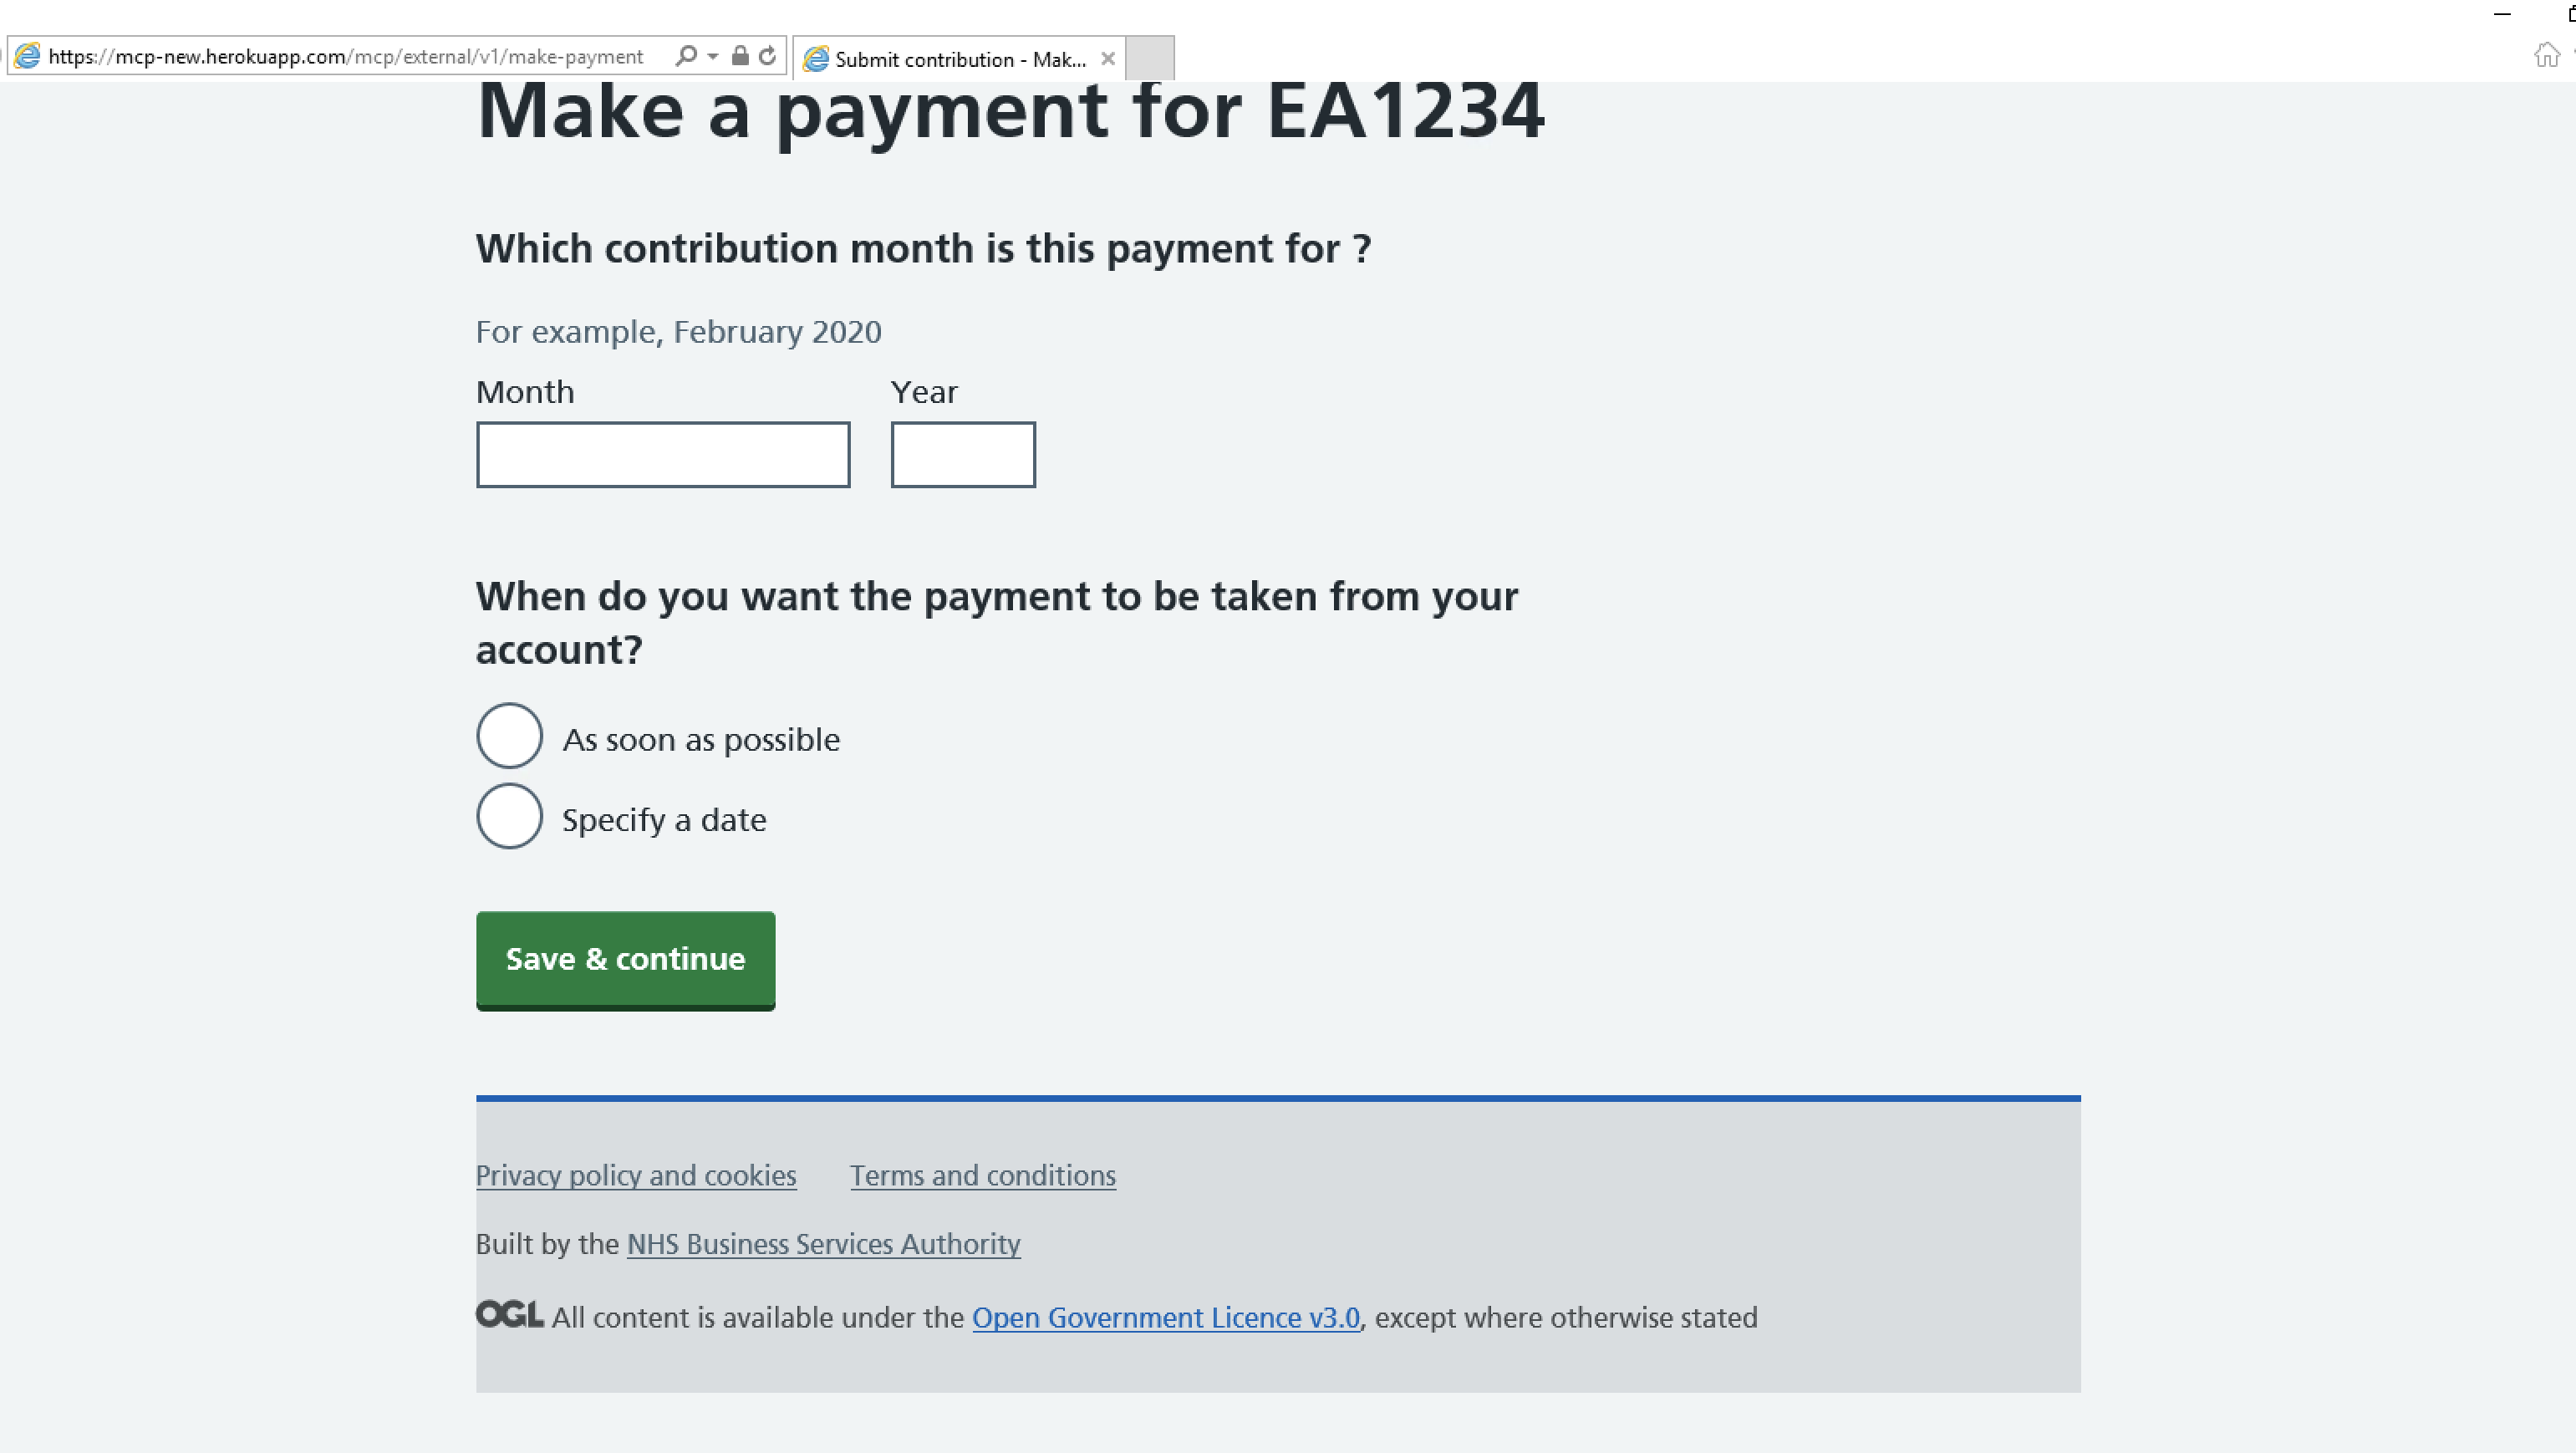 https://mcp-new.herokuapp.com/mcp/external/v1/make-payment
Submit contribution - Mak...
Make a payment for EA1234
Which contribution month is this payment for ?
For example, February 2020
Month Year
When do you want the payment to be taken from your
account?
As soon as possible
Specify a date
Save & continue
Privacy policy and cookies Terms and conditions
Built by the NHS Business Services Authority
OGL All content is available under the Open Government Licence v3.0, except where otherwise stated